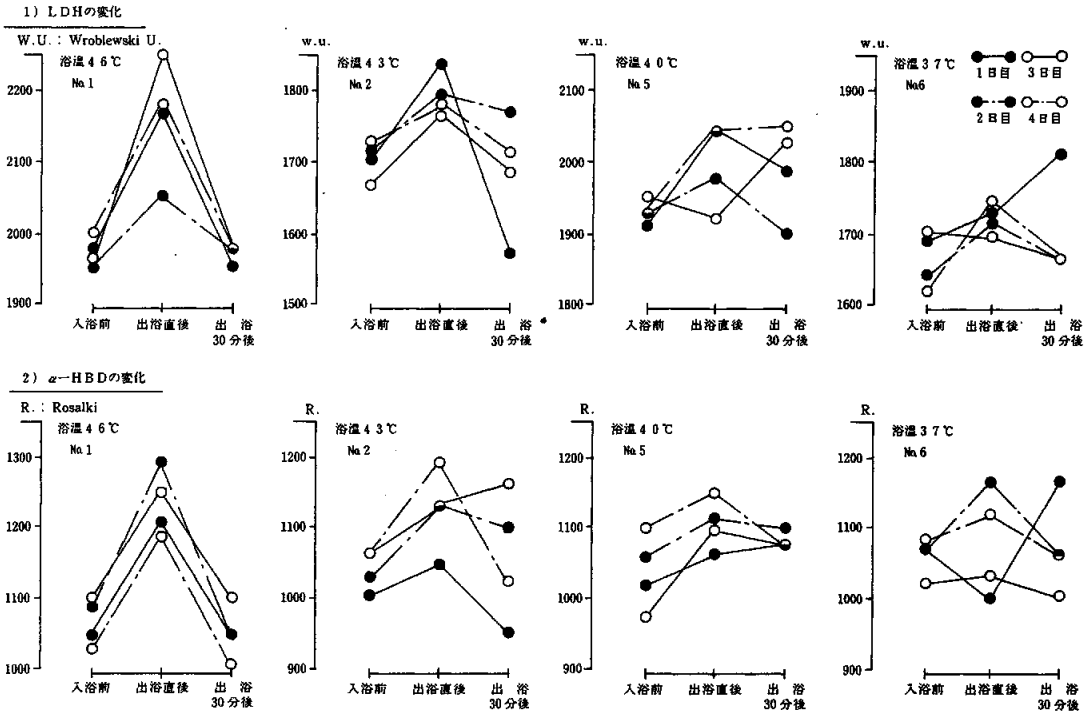 1) LDHの変化
W.U. : Wroblewski U.
浴温46℃
No.1
2200
2100
2000
1900
入浴前 出浴直後 出浴
30分後
w.u.
浴温43℃
No.2
1800
1700
1600
1500
入浴前 出浴直後 出浴
30分後
w.u.
浴温40℃
No.5
2100
2000
1900
1800
入浴前 出浴直後 出浴
30分後
w.u.
浴温37℃
No.6
1900
1800
1700
1600
入浴前 出浴直後 出浴
30分後
1日目 3日目
2日目 4日目
2) α-HBDの変化
R. : Rosalki
浴温46℃
No.1
1300
1200
1100
1000
入浴前 出浴直後 出浴
30分後
R.
浴温43℃
No.2
1200
1100
1000
900
入浴前 出浴直後 出浴
30分後
R.
浴温40℃
No.5
1200
1100
1000
900
入浴前 出浴直後 出浴
30分後
R.
浴温37℃
No.6
1200
1100
1000
900
入浴前 出浴直後 出浴
30分後